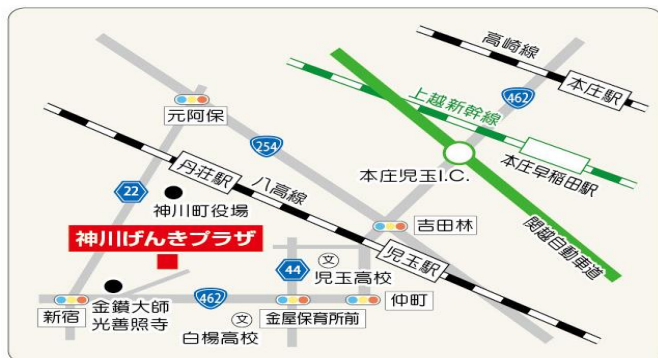 高崎線
本庄駅
462
上越新幹線
本庄早稲田駅
元阿保
254
本庄児玉I.C.
丹荘駅
八高線
22
神川町役場
吉田林
関越自動車道
神川げんきプラザ
児玉駅
44
文
児玉高校
462
仲町
新宿
金鑚大師
光善照寺
文
白楊高校
金屋保育所前